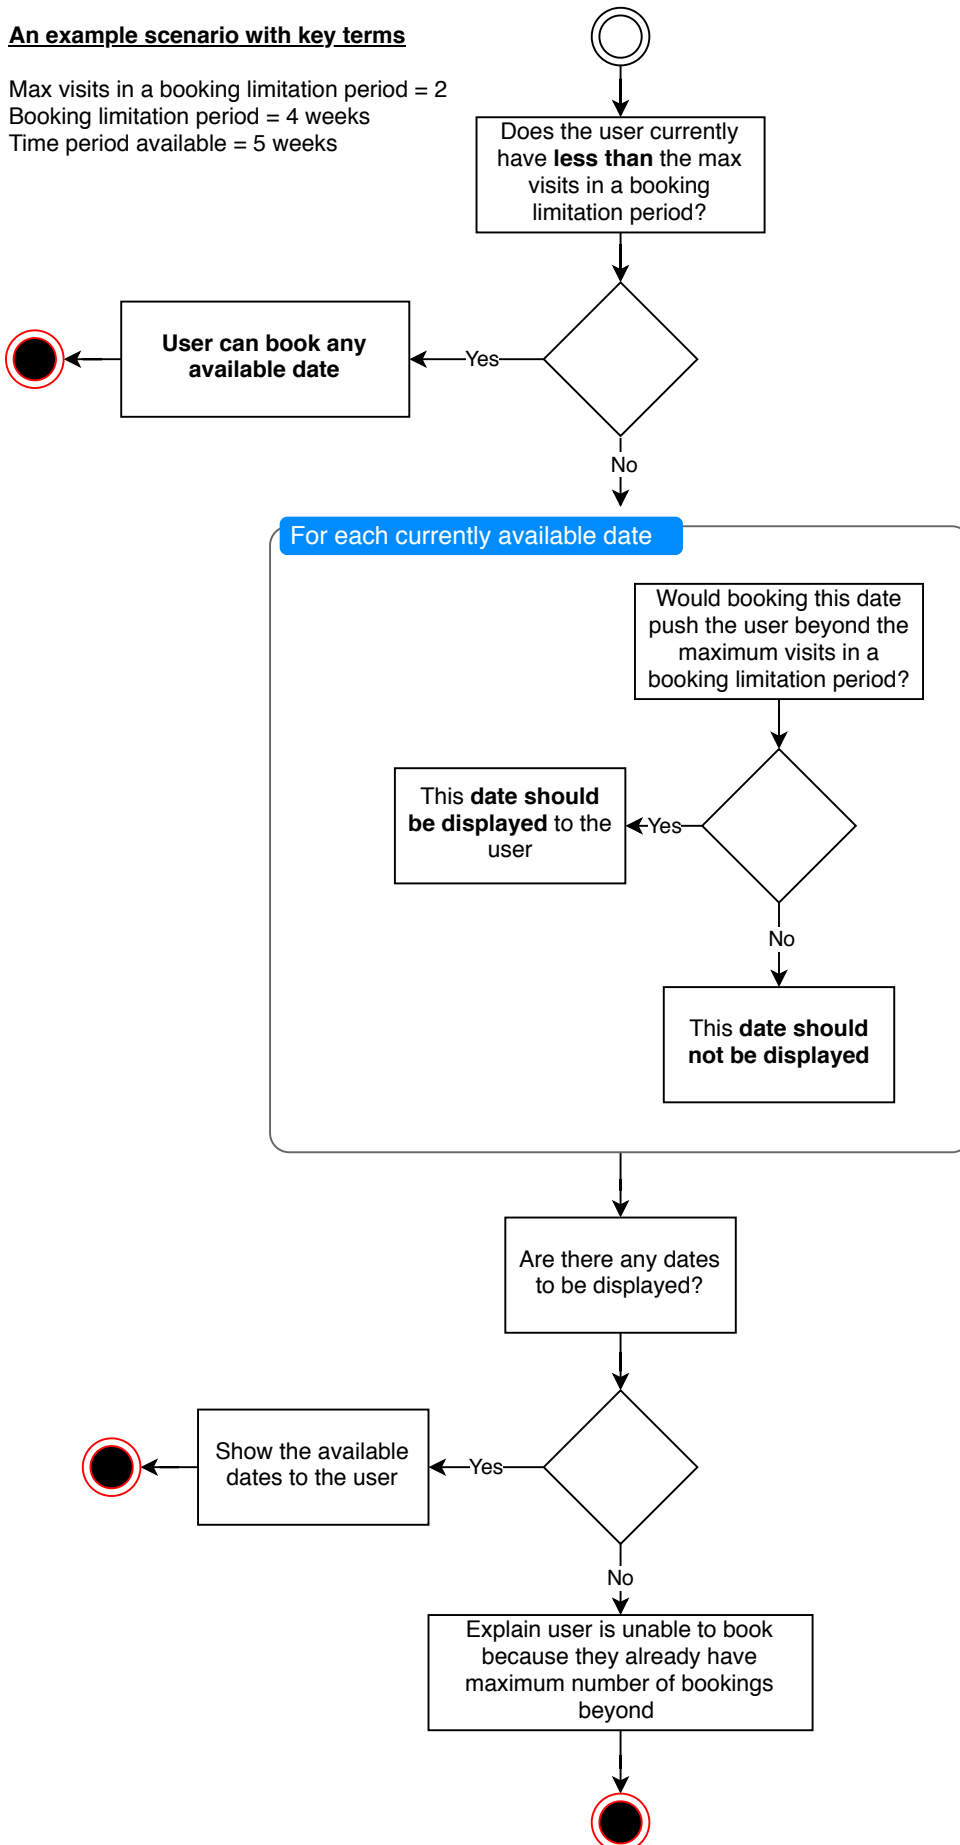 An example scenario with key terms
Max visits in a booking limitation period = 2
Booking limitation period = 4 weeks
Time period available = 5 weeks
Does the user currently
have less than the max
visits in a booking
limitation period?
User can book any
available date
Yes
No
For each currently available date
Would booking this date
push the user beyond the
maximum visits in a
booking limitation period?
This date should
be displayed to the
user
Yes
No
This date should
not be displayed
Are there any dates
to be displayed?
Show the available
dates to the user
Yes
No
Explain user is unable to book
because they already have
maximum number of bookings
beyond